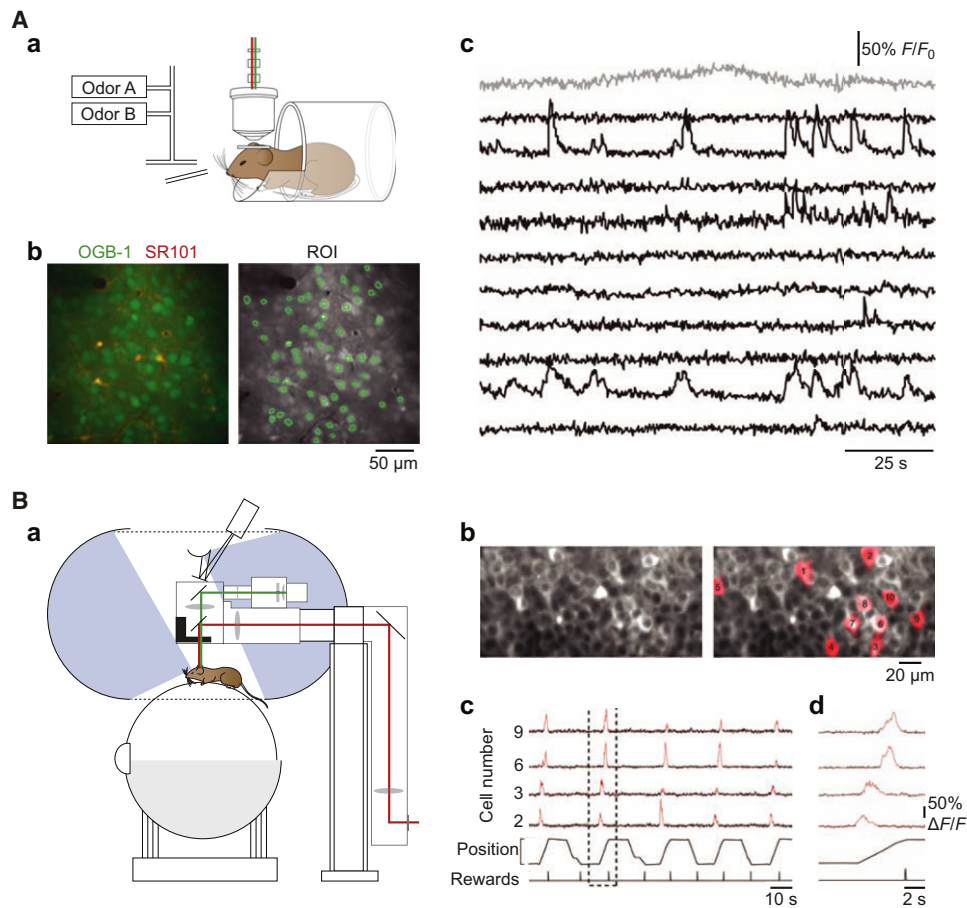 A
a
Odor A
Odor B
b
OGB-1 SR101
ROI
50 µm
c
50% F/F0
25 s
B
a
b
1
2
5
8
10
7
9
4
3
20 µm
c
Cell number
9
6
3
2
Position
Rewards
10 s
d
50%
ΔF/F
2 s